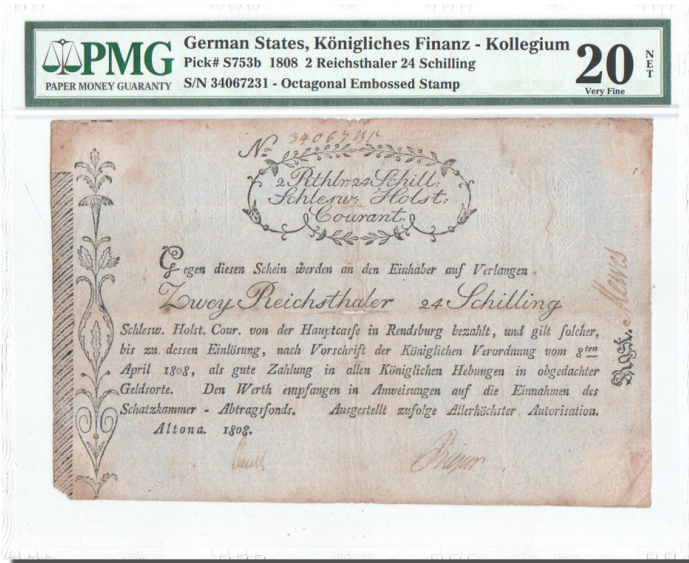 PMG
PAPER MONEY GUARANTY
German States, Königliches Finanz - Kollegium
Pick# S753b 1808 2 Reichsthaler 24 Schilling
S/N 34067231 - Octagonal Embossed Stamp
20
NET
Very Fine
No.
2 Rthlr. 24 Schill:
Schlesw. Holst:
Courant.
Gegen diesen Schein werden an den Einhaber auf Verlangen
Zwey Reichsthaler 24 Schilling
Schlesw. Holst. Cour. von der Hauptcasse in Rendsburg bezahlt, und gilt solcher,
bis zu dessen Einlösung, nach Vorschrift der Königlichen Verordnung vom 8ten
April 1808, als gute Zahlung in allen Königlichen Hebungen in obgedachter
Geldsorte. Den Werth empfangen in Anweisungen auf die Einnahmen des
Schatzkammer - Abtragsfonds. Ausgestellt zufolge Allerhöchster Autorisation.
Altona. 1808.
Mewes